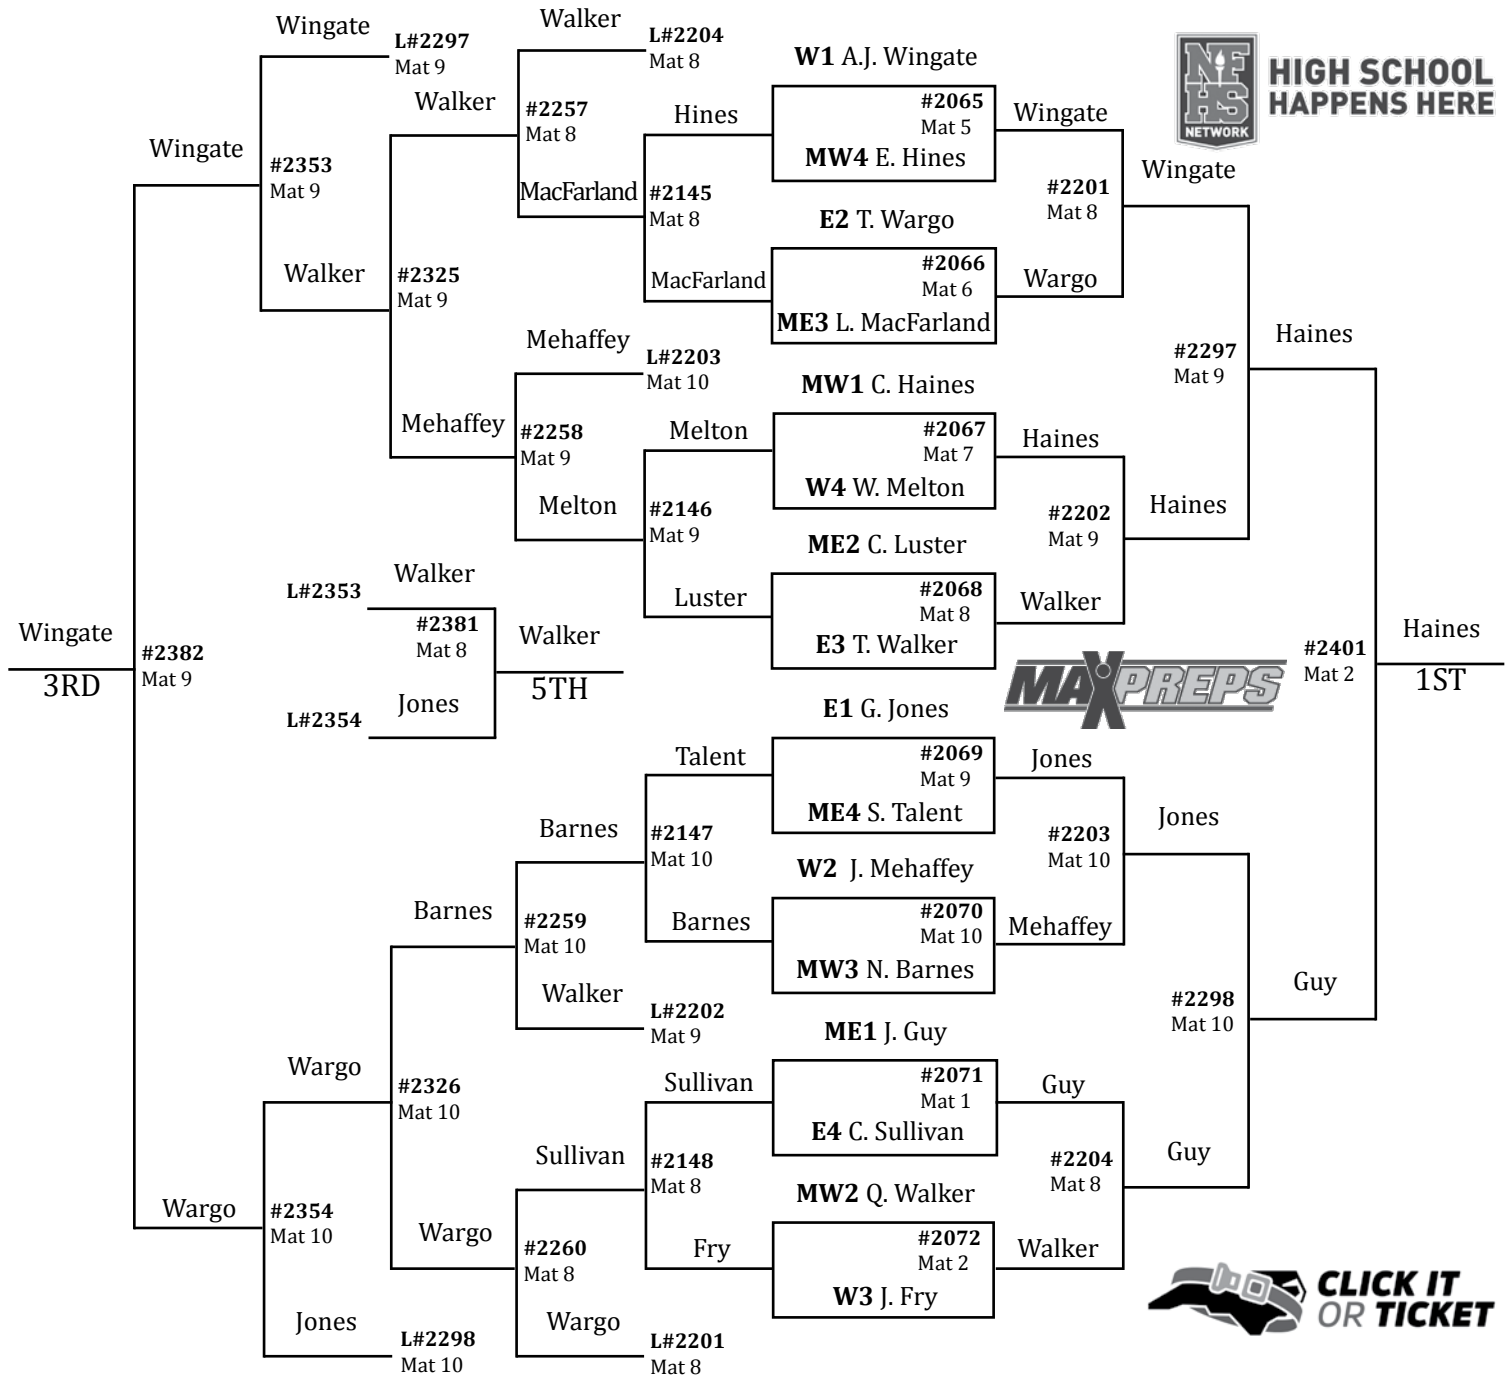 Wingate
L#2297
Mat 9
Walker
L#2204
Mat 8
W1 A.J. Wingate
NFHS
NETWORK
HIGH SCHOOL
HAPPENS HERE
Walker
#2257
Mat 8
Hines
#2065
Mat 5
Wingate
MW4 E. Hines
Wingate
#2353
Mat 9
MacFarland
#2145
Mat 8
#2201
Mat 8
Wingate
E2 T. Wargo
Walker
#2325
Mat 9
MacFarland
#2066
Mat 6
Wargo
ME3 L. MacFarland
Mehaffey
L#2203
Mat 10
#2297
Mat 9
Haines
MW1 C. Haines
Mehaffey
#2258
Mat 9
Melton
#2067
Mat 7
Haines
W4 W. Melton
Melton
#2146
Mat 9
#2202
Mat 9
Haines
ME2 C. Luster
L#2353
Walker
Luster
#2068
Mat 8
Walker
E3 T. Walker
Wingate
3RD
#2382
Mat 9
#2381
Mat 8
Walker
5TH
L#2354
Jones
MAXPREPS
#2401
Mat 2
Haines
1ST
E1 G. Jones
Talent
#2069
Mat 9
Jones
ME4 S. Talent
Barnes
#2147
Mat 10
#2203
Mat 10
Jones
W2 J. Mehaffey
Barnes
#2259
Mat 10
Barnes
#2070
Mat 10
Mehaffey
MW3 N. Barnes
Walker
L#2202
Mat 9
#2298
Mat 10
Guy
ME1 J. Guy
Wargo
#2326
Mat 10
Sullivan
#2071
Mat 1
Guy
E4 C. Sullivan
Sullivan
#2148
Mat 8
#2204
Mat 8
Guy
MW2 Q. Walker
Wargo
#2354
Mat 10
Wargo
#2260
Mat 8
Fry
#2072
Mat 2
Walker
W3 J. Fry
Jones
L#2298
Mat 10
Wargo
L#2201
Mat 8
CLICK IT
OR TICKET